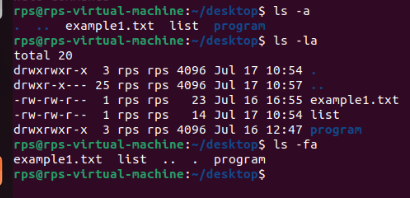 rps@rps-virtual-machine:~/desktop$ ls -a
.  ..  example1.txt  list  program
rps@rps-virtual-machine:~/desktop$ ls -la
total 20
drwxrwxr-x  3 rps rps 4096 Jul 17 10:54 .
drwxr-x--- 25 rps rps 4096 Jul 17 10:57 ..
-rw-rw-r--  1 rps rps   23 Jul 16 16:55 example1.txt
-rw-rw-r--  1 rps rps   14 Jul 17 10:54 list
drwxrwxr-x  3 rps rps 4096 Jul 16 12:47 program
rps@rps-virtual-machine:~/desktop$ ls -fa
example1.txt  list  ..  .  program
rps@rps-virtual-machine:~/desktop$